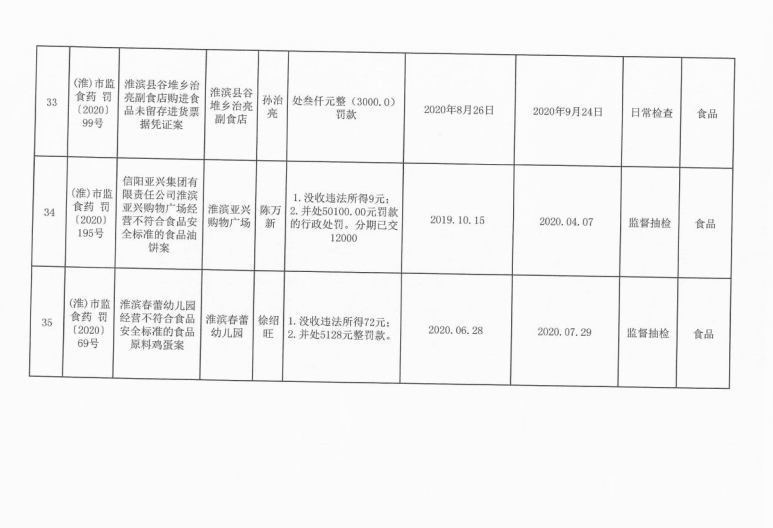 33
(淮)市监
食药 罚
〔2020〕
99号
淮滨县谷堆乡治
亮副食店购进食
品未留存进货票
据凭证案
淮滨县谷
堆乡治亮
副食店
孙治
亮
处叁仟元整（3000.0）
罚款
2020年8月26日
2020年9月24日
日常检查
食品
34
(淮)市监
食药 罚
〔2020〕
195号
信阳亚兴集团有
限责任公司淮滨
亚兴购物广场经
营不符合食品安
全标准的食品油
饼案
淮滨亚兴
购物广场
陈万
新
1.没收违法所得9元；
2.并处50100.00元罚款
的行政处罚。分期已交
12000
2019.10.15
2020.04.07
监督抽检
食品
35
(淮)市监
食药 罚
〔2020〕
69号
淮滨春蕾幼儿园
经营不符合食品
安全标准的食品
原料鸡蛋案
淮滨春蕾
幼儿园
徐绍
旺
1.没收违法所得72元；
2.并处5128元整罚款。
2020.06.28
2020.07.29
监督抽检
食品